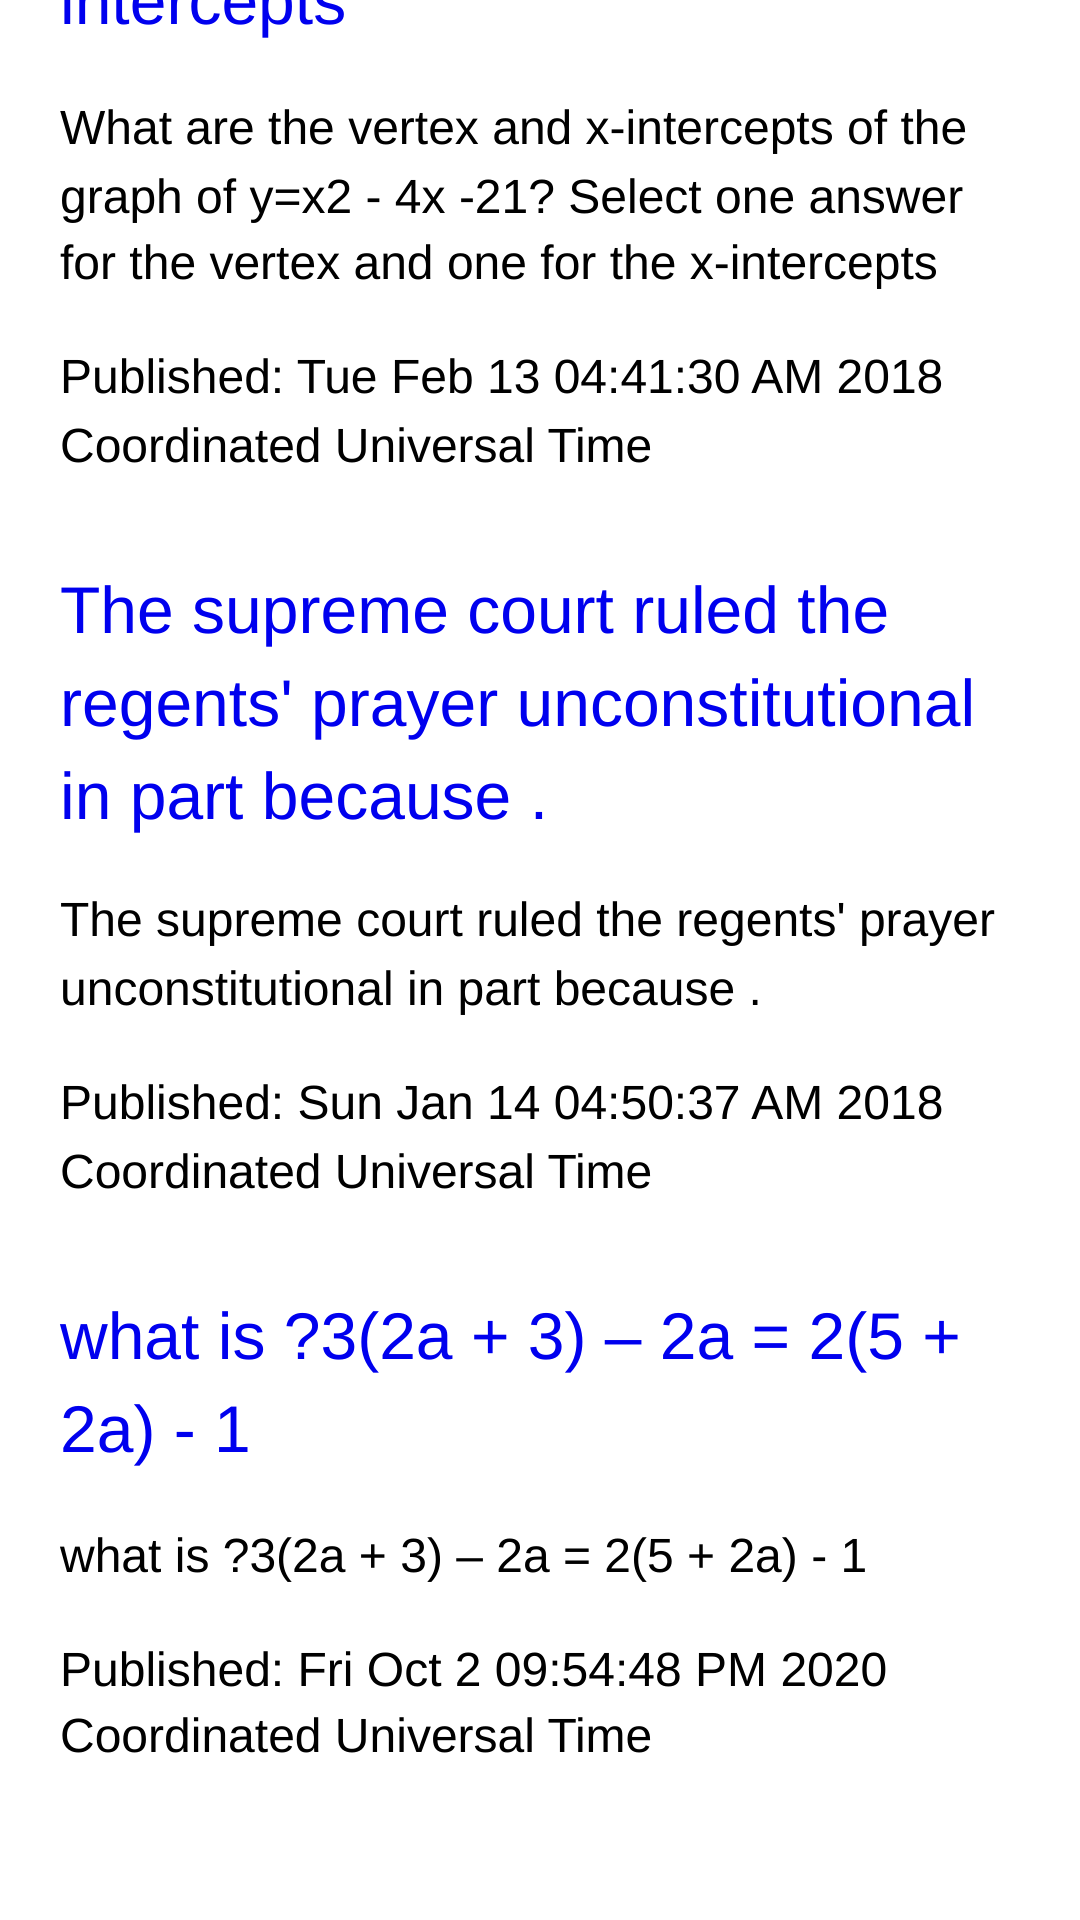 intercepts
What are the vertex and x-intercepts of the
graph of y=x2 - 4x -21? Select one answer
for the vertex and one for the x-intercepts
Published: Tue Feb 13 04:41:30 AM 2018
Coordinated Universal Time
The supreme court ruled the
regents' prayer unconstitutional
in part because .
The supreme court ruled the regents' prayer
unconstitutional in part because .
Published: Sun Jan 14 04:50:37 AM 2018
Coordinated Universal Time
what is ?3(2a + 3) – 2a = 2(5 +
2a) - 1
what is ?3(2a + 3) – 2a = 2(5 + 2a) - 1
Published: Fri Oct 2 09:54:48 PM 2020
Coordinated Universal Time